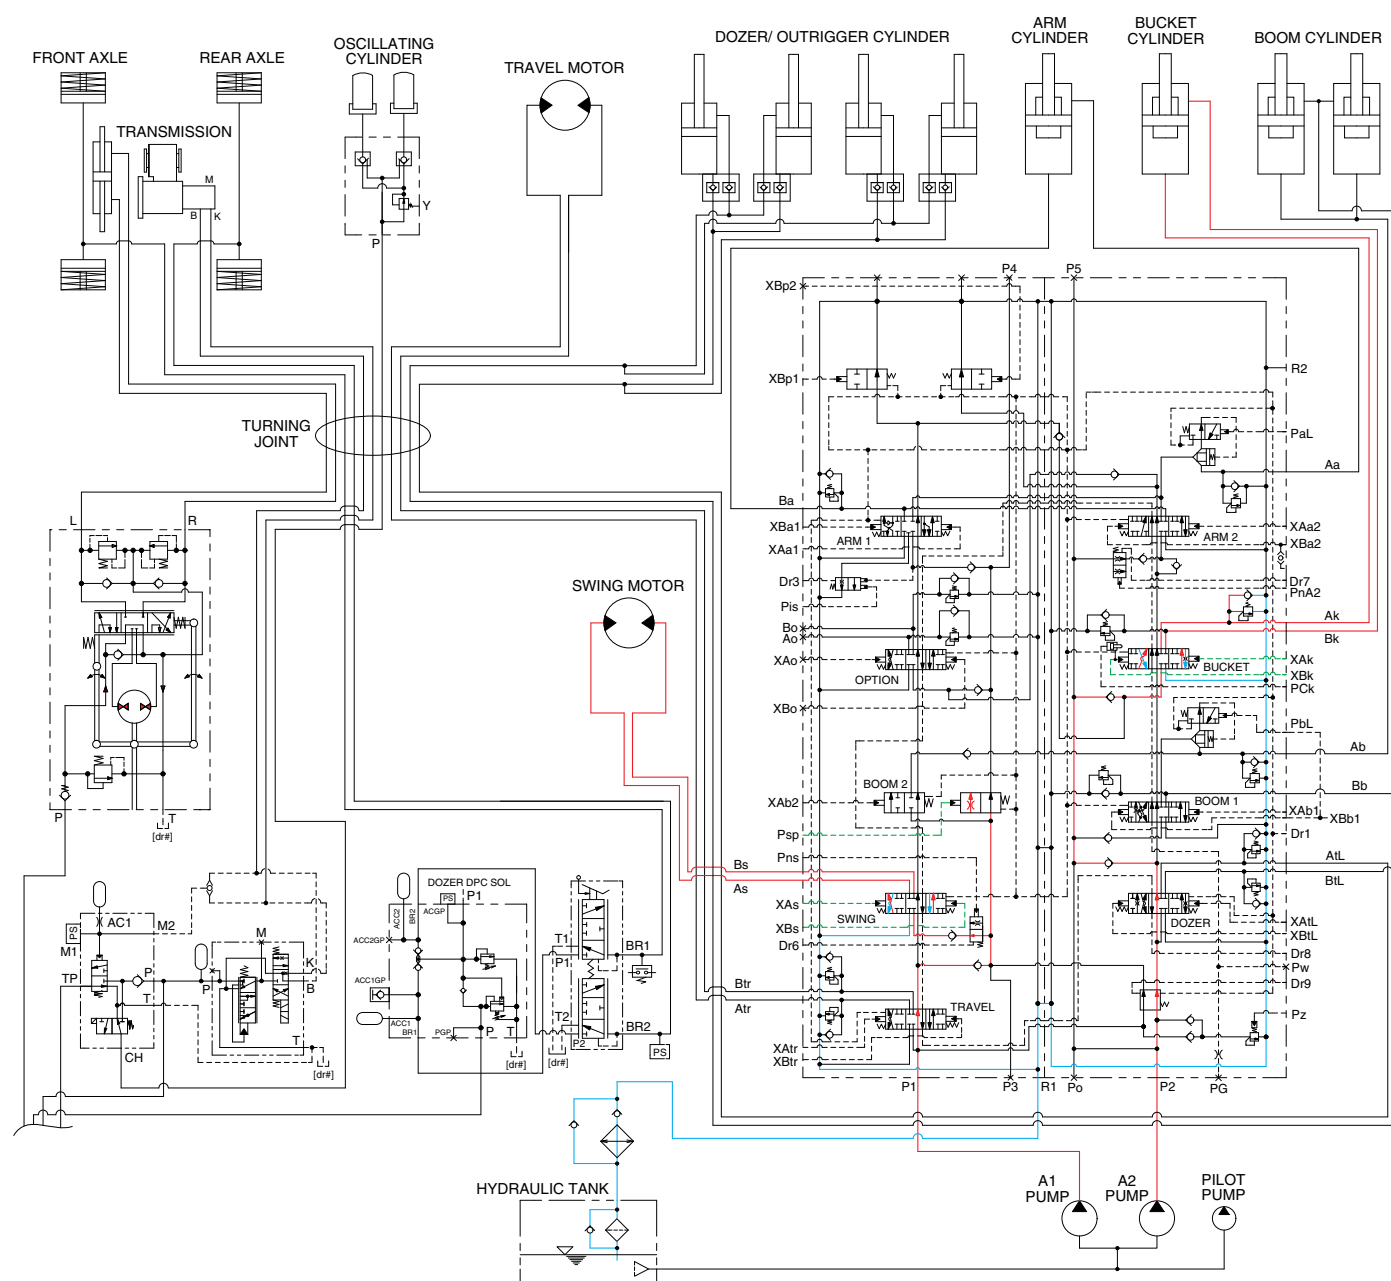 FRONT AXLE
REAR AXLE
OSCILLATING
CYLINDER
TRAVEL MOTOR
DOZER/ OUTRIGGER CYLINDER
ARM
CYLINDER
BUCKET
CYLINDER
BOOM CYLINDER
TRANSMISSION
M
B
K
Y
P
TURNING
JOINT
P4
P5
XBp2
XBp1
R2
PaL
Aa
Ba
XBa1
ARM 1
XAa1
ARM 2
XAa2
XBa2
Dr3
Dr7
PnA2
Pis
Bo
Ao
Ak
Bk
XAo
OPTION
XBo
BUCKET
XAk
XBk
PCk
PbL
Ab
BOOM 2
XAb2
Psp
Bb
BOOM 1
XAb1
XBb1
Dr1
Pns
Bs
As
AtL
BtL
XAs
SWING
XBs
Dr6
DOZER
XAtL
XBtL
Dr8
Pw
Dr9
Btr
Atr
TRAVEL
XAtr
XBtr
Pz
P1
P3
R1
Po
P2
PG
SWING MOTOR
L
R
P
T
[dr#]
AC1
PS
M1
M2
TP
P
T
CH
M
P
K
B
T
[dr#]
DOZER DPC SOL
ACC2
BR2
PS
ACGP
P1
ACC2GP
ACC1GP
ACC1
BR1
PGP
P
T
[dr#]
T1
P1
BR1
T2
P2
BR2
PS
[dr#]
HYDRAULIC TANK
A1
PUMP
A2
PUMP
PILOT
PUMP